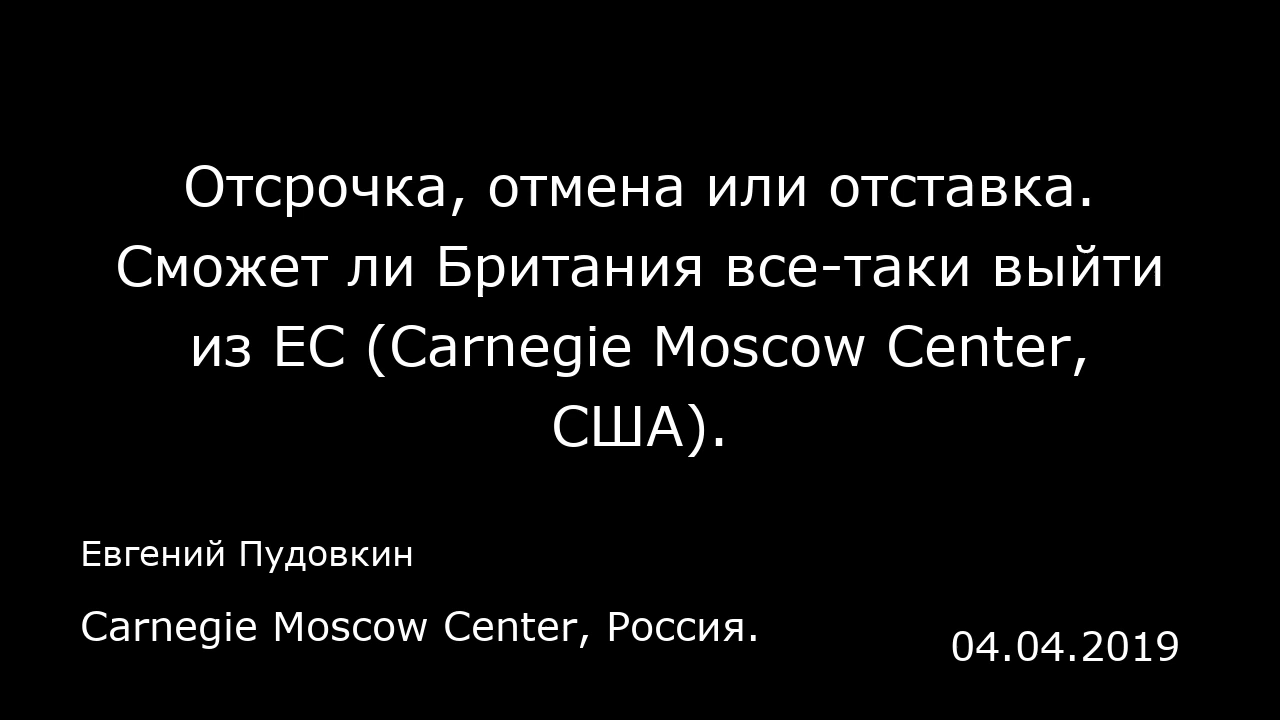 Отсрочка, отмена или отставка.
Сможет ли Британия все-таки выйти
из ЕС (Carnegie Moscow Center,
США).
Евгений Пудовкин
Carnegie Moscow Center, Россия.
04.04.2019